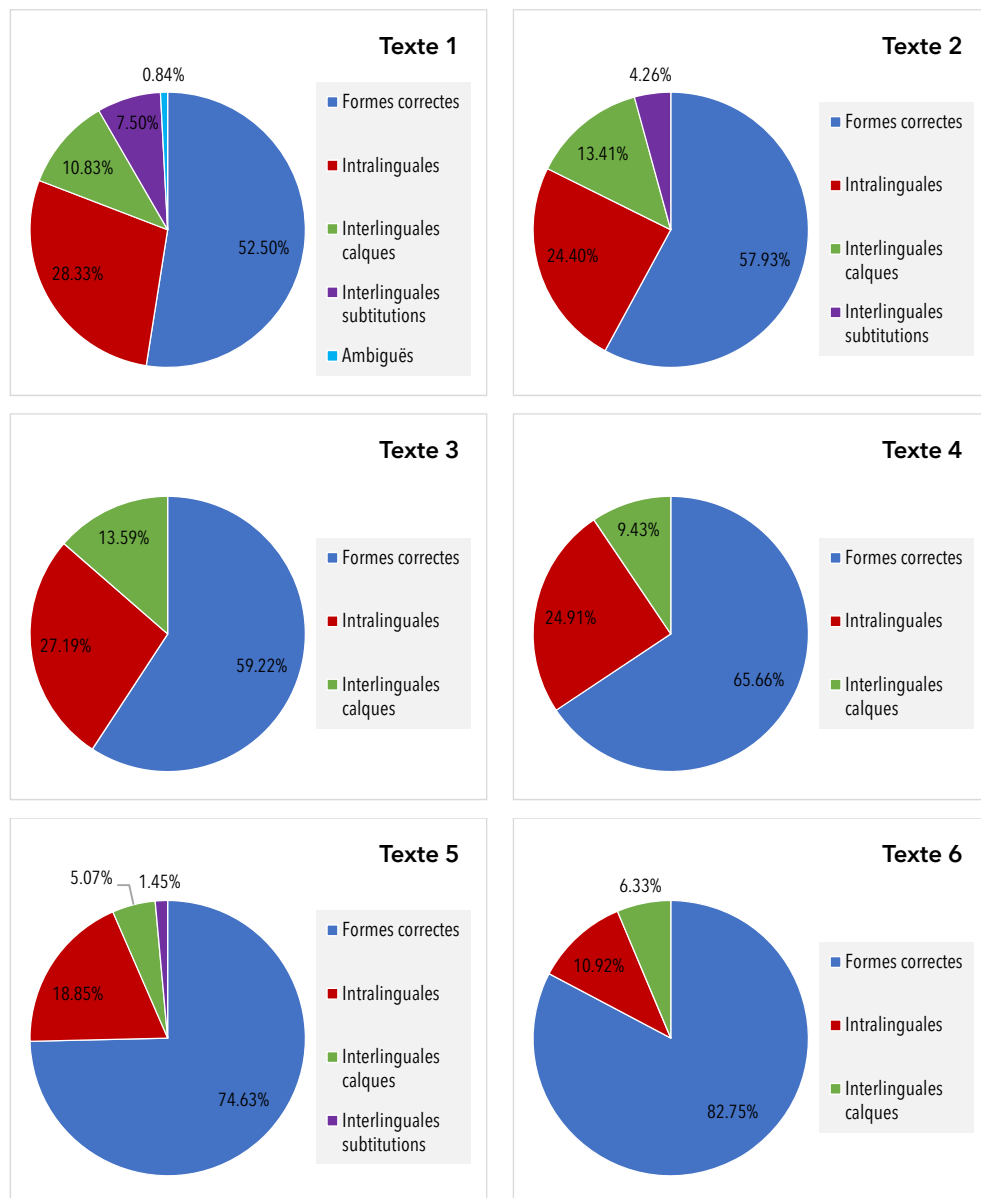 Texte 1
0.84%
7.50%
10.83%
28.33%
52.50%
Formes correctes
Intralinguales
Interlinguales
calques
Interlinguales
subtitutions
Ambiguës
Texte 2
4.26%
13.41%
24.40%
57.93%
Formes correctes
Intralinguales
Interlinguales
calques
Interlinguales
subtitutions
Texte 3
13.59%
27.19%
59.22%
Formes correctes
Intralinguales
Interlinguales
calques
Texte 4
9.43%
24.91%
65.66%
Formes correctes
Intralinguales
Interlinguales
calques
Texte 5
5.07%
1.45%
18.85%
74.63%
Formes correctes
Intralinguales
Interlinguales
calques
Interlinguales
subtitutions
Texte 6
6.33%
10.92%
82.75%
Formes correctes
Intralinguales
Interlinguales
calques